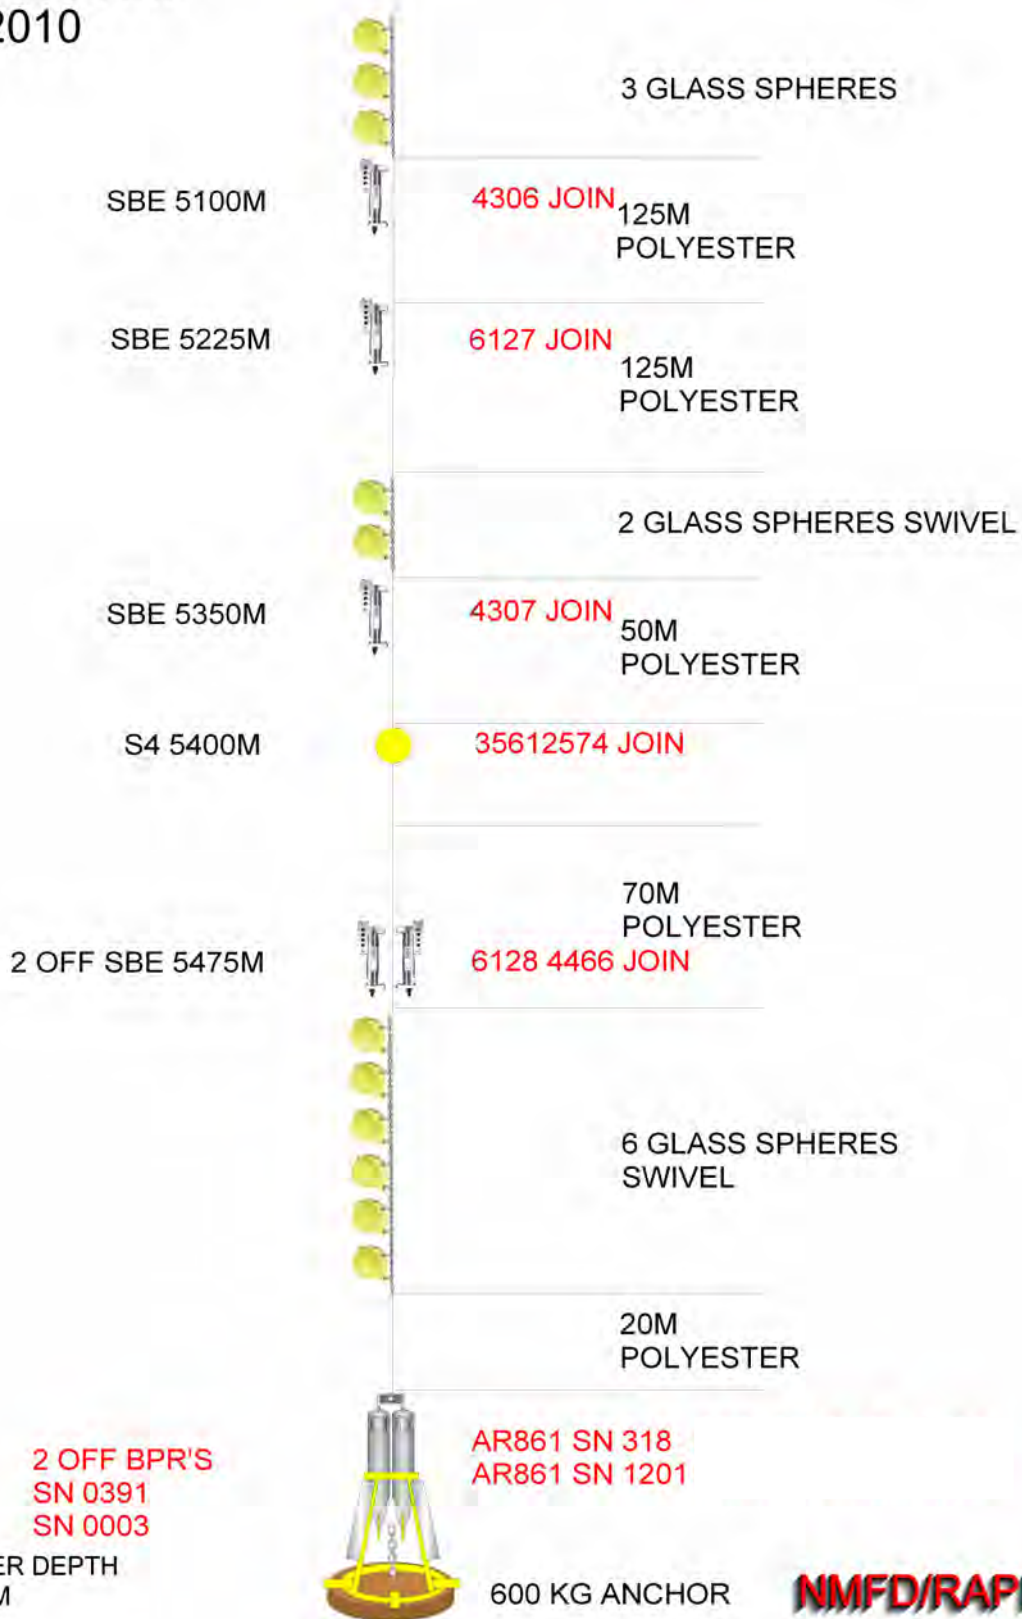 2010
3 GLASS SPHERES
SBE 5100M
4306 JOIN
125M
POLYESTER
SBE 5225M
6127 JOIN
125M
POLYESTER
2 GLASS SPHERES SWIVEL
SBE 5350M
4307 JOIN
50M
POLYESTER
S4 5400M
35612574 JOIN
70M
POLYESTER
2 OFF SBE 5475M
6128 4466 JOIN
6 GLASS SPHERES
SWIVEL
20M
POLYESTER
2 OFF BPR'S
SN 0391
SN 0003
AR861 SN 318
AR861 SN 1201
ER DEPTH
M
600 KG ANCHOR
NMFD/RAPI